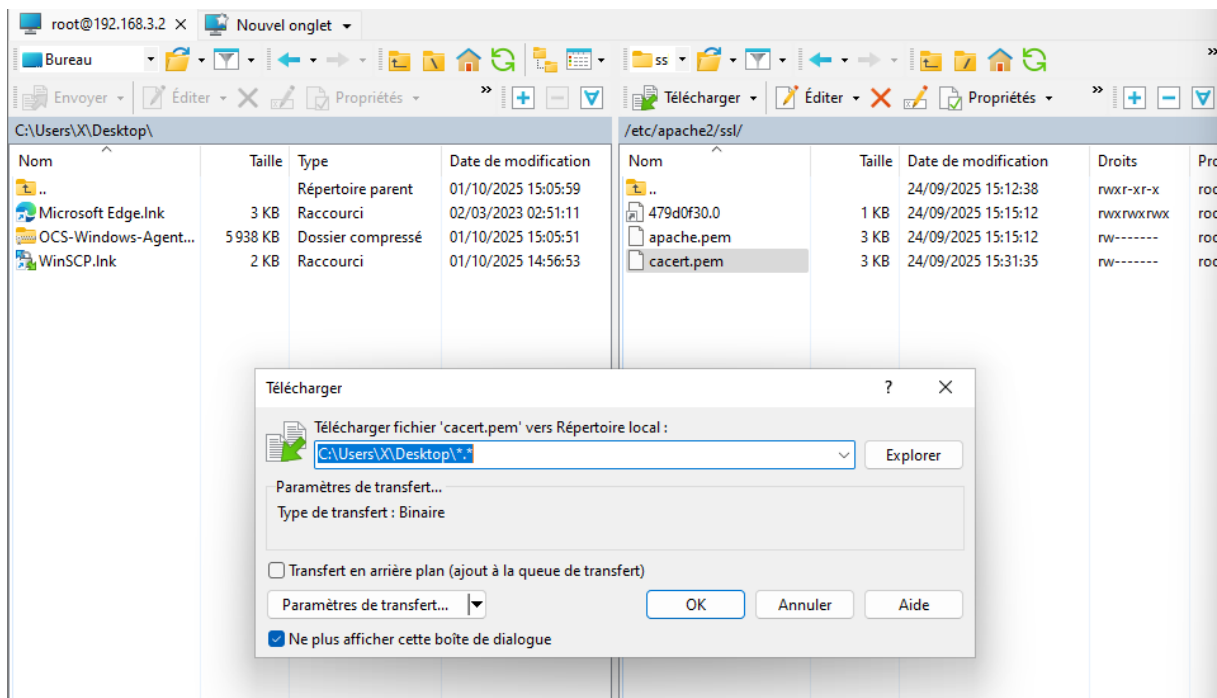 root@192.168.3.2 × Nouvel onglet
Bureau ss
Envoyer Éditer Propriétés » Télécharger Éditer Propriétés »
C:\Users\X\Desktop\ /etc/apache2/ssl/
Nom Taille Type Date de modification Nom Taille Date de modification Droits Pro
.. Répertoire parent 01/10/2025 15:05:59 .. 24/09/2025 15:12:38 rwxr-xr-x roo
Microsoft Edge.lnk 3 KB Raccourci 02/03/2023 02:51:11 479d0f30.0 1 KB 24/09/2025 15:15:12 rwxrwxrwx roo
OCS-Windows-Agent... 5 938 KB Dossier compressé 01/10/2025 15:05:51 apache.pem 3 KB 24/09/2025 15:15:12 rw------- roo
WinSCP.lnk 2 KB Raccourci 01/10/2025 14:56:53 cacert.pem 3 KB 24/09/2025 15:31:35 rw------- roo
Télécharger ? ×
Télécharger fichier 'cacert.pem' vers Répertoire local :
C:\Users\X\Desktop\*.* Explorer
Paramètres de transfert...
Type de transfert : Binaire
Transfert en arrière plan (ajout à la queue de transfert)
Paramètres de transfert... OK Annuler Aide
Ne plus afficher cette boîte de dialogue